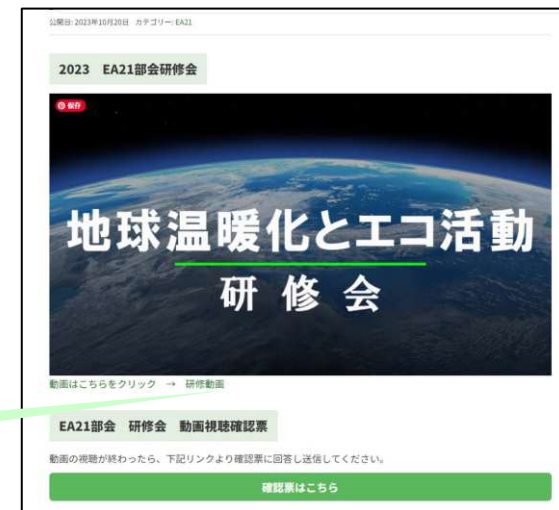 公開日: 2023年10月20日 カテゴリー: EA21
2023 EA21部会研修会
保存
地球温暖化とエコ活動
研修会
動画はこちらをクリック → 研修動画
EA21部会 研修会 動画視聴確認票
動画の視聴が終わったら、下記リンクより確認票に回答し送信してください。
確認票はこちら